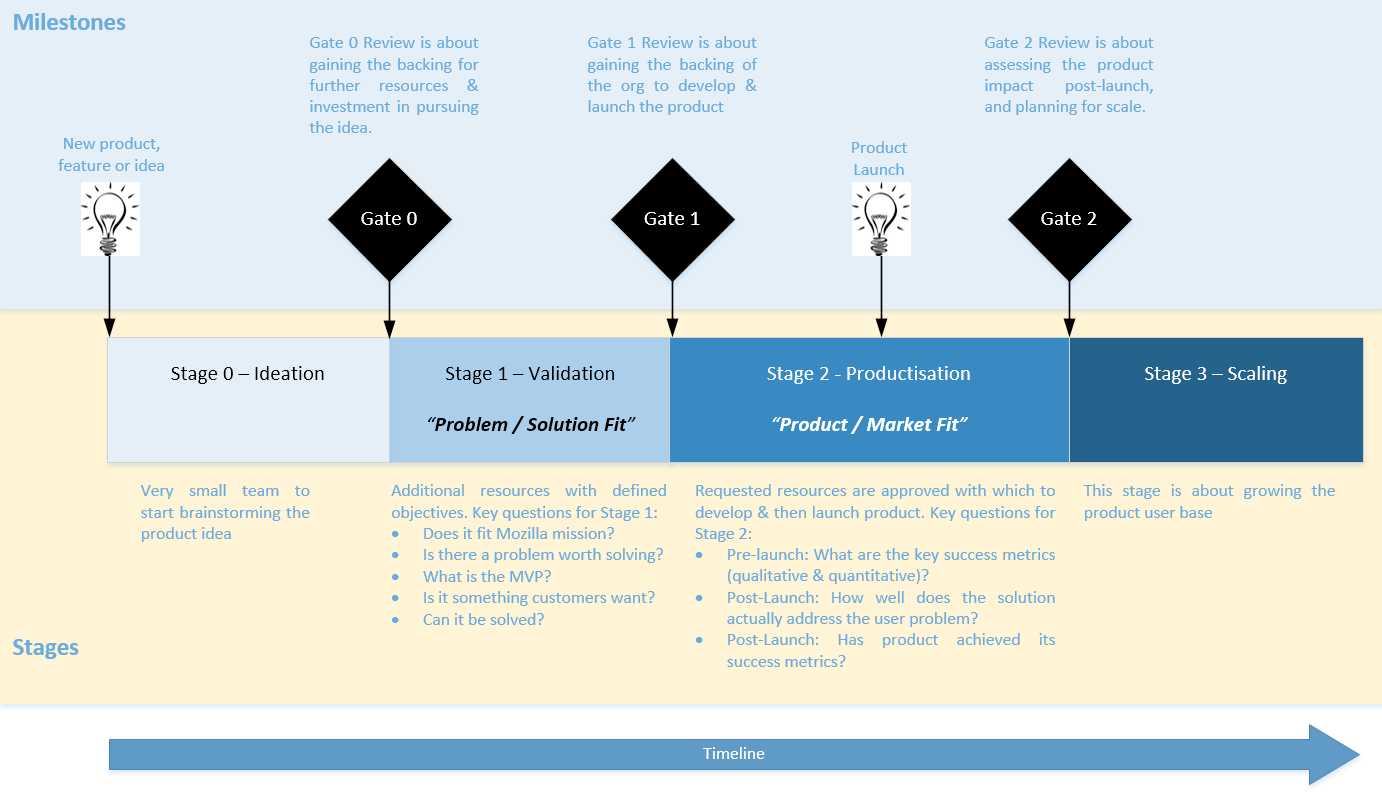 Milestones
Gate 0 Review is about
gaining the backing for
further resources &
investment in pursuing
the idea.
Gate 1 Review is about
gaining the backing of
the org to develop &
launch the product
Gate 2 Review is about
assessing the product
impact post-launch,
and planning for scale.
New product,
feature or idea
Product
Launch
Gate 0
Gate 1
Gate 2
Stage 0 – Ideation
Stage 1 – Validation
“Problem / Solution Fit”
Stage 2 - Productisation
“Product / Market Fit”
Stage 3 – Scaling
Very small team to
start brainstorming the
product idea
Additional resources with defined
objectives. Key questions for Stage 1:
• Does it fit Mozilla mission?
• Is there a problem worth solving?
• What is the MVP?
• Is it something customers want?
• Can it be solved?
Requested resources are approved with which to
develop & then launch product. Key questions for
Stage 2:
• Pre-launch: What are the key success metrics
(qualitative & quantitative)?
• Post-Launch: How well does the solution
actually address the user problem?
• Post-Launch: Has product achieved its
success metrics?
This stage is about growing the
product user base
Stages
Timeline